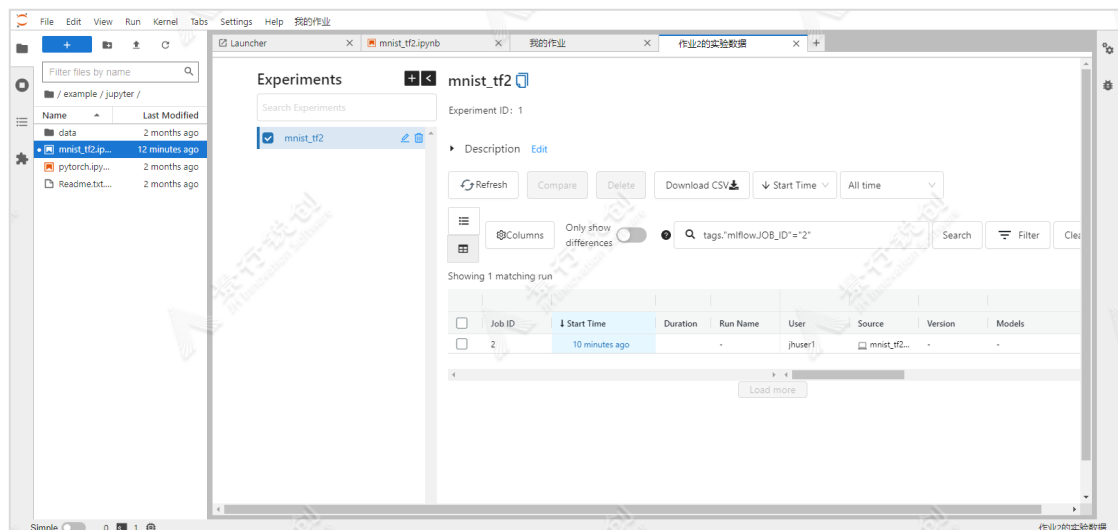 File Edit View Run Kernel Tabs Settings Help 我的作业
Launcher mnist_tf2.ipynb 我的作业 作业2的实验数据
Filter files by name
/ example / jupyter /
Name Last Modified
data 2 months ago
mnist_tf2.ip... 12 minutes ago
pytorch.ipy... 2 months ago
Readme.txt.... 2 months ago
Experiments
Search Experiments
mnist_tf2
mnist_tf2
Experiment ID: 1
Description Edit
Refresh Compare Delete Download CSV Start Time All time
Columns Only show differences tags."mlflow.JOB_ID"="2" Search Filter Clea
Showing 1 matching run
Job ID Start Time Duration Run Name User Source Version Models
2 10 minutes ago - jhuser1 mnist_tf2... - -
Load more
Simple 0 1 作业2的实验数据